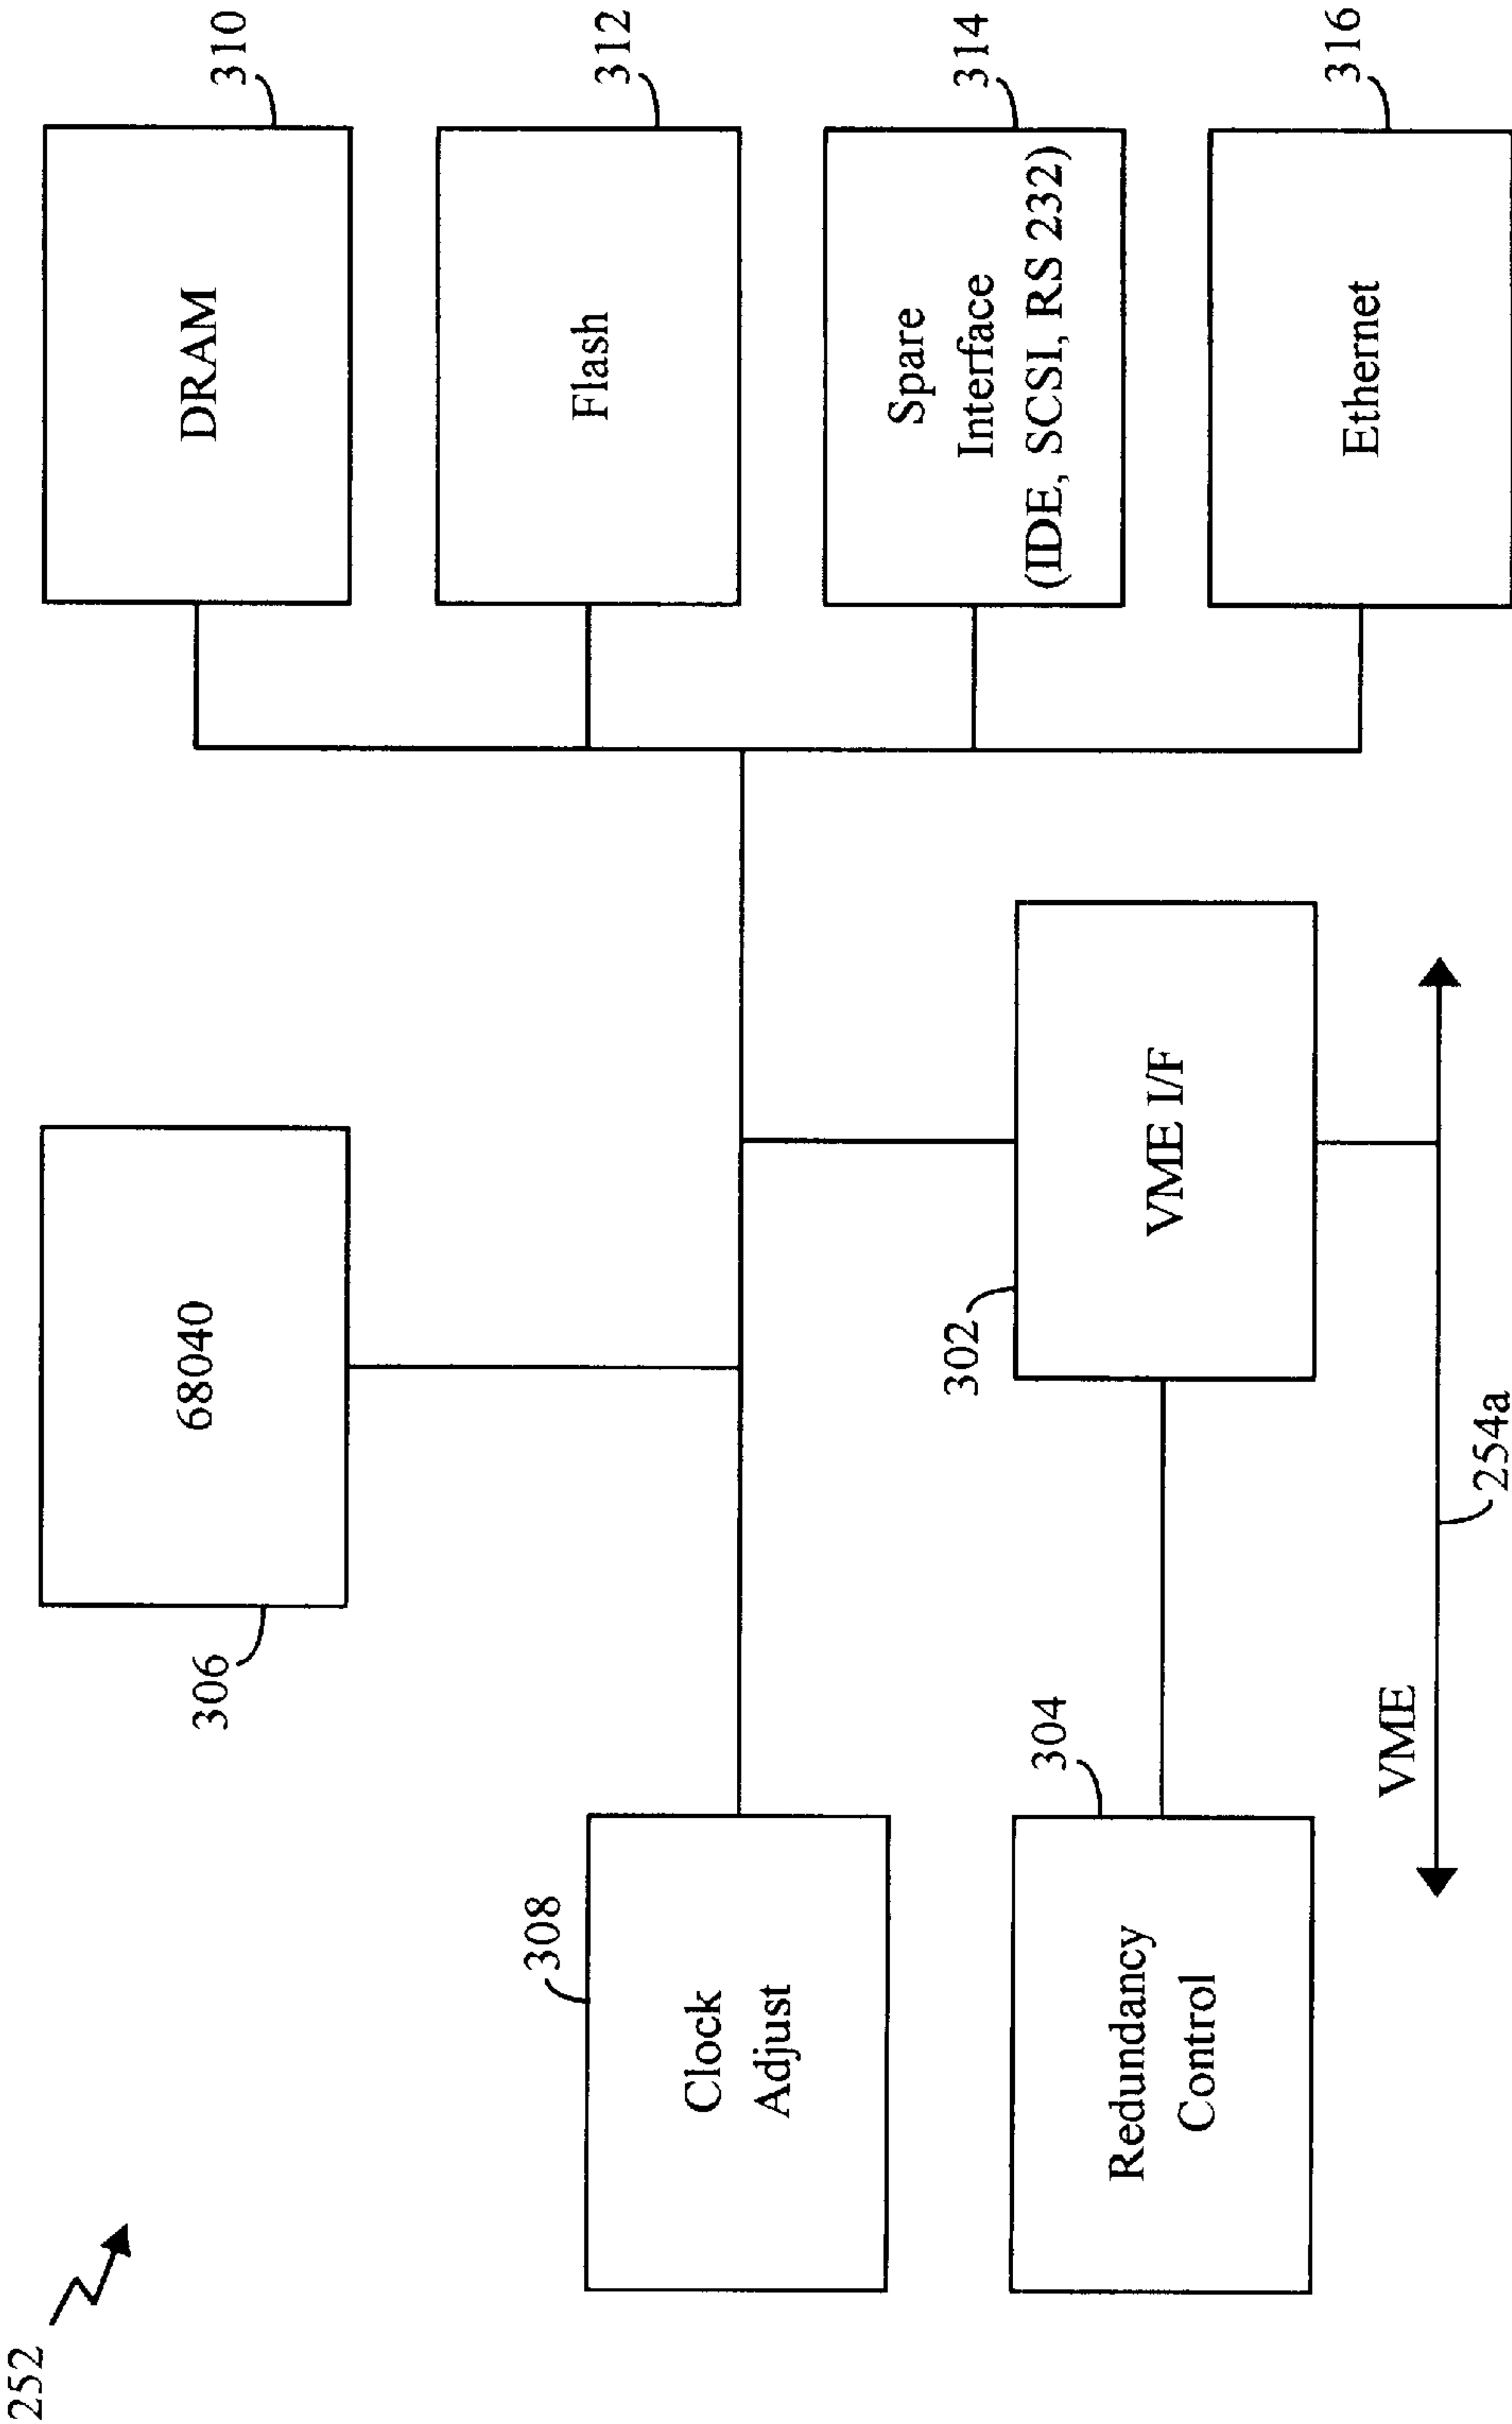 252
306
68040
DRAM
310
308
Clock
Adjust
Flash
312
304
Redundancy
Control
302
VME I/F
Spare
Interface
(IDE, SCSI, RS 232)
314
VME
254a
Ethernet
316